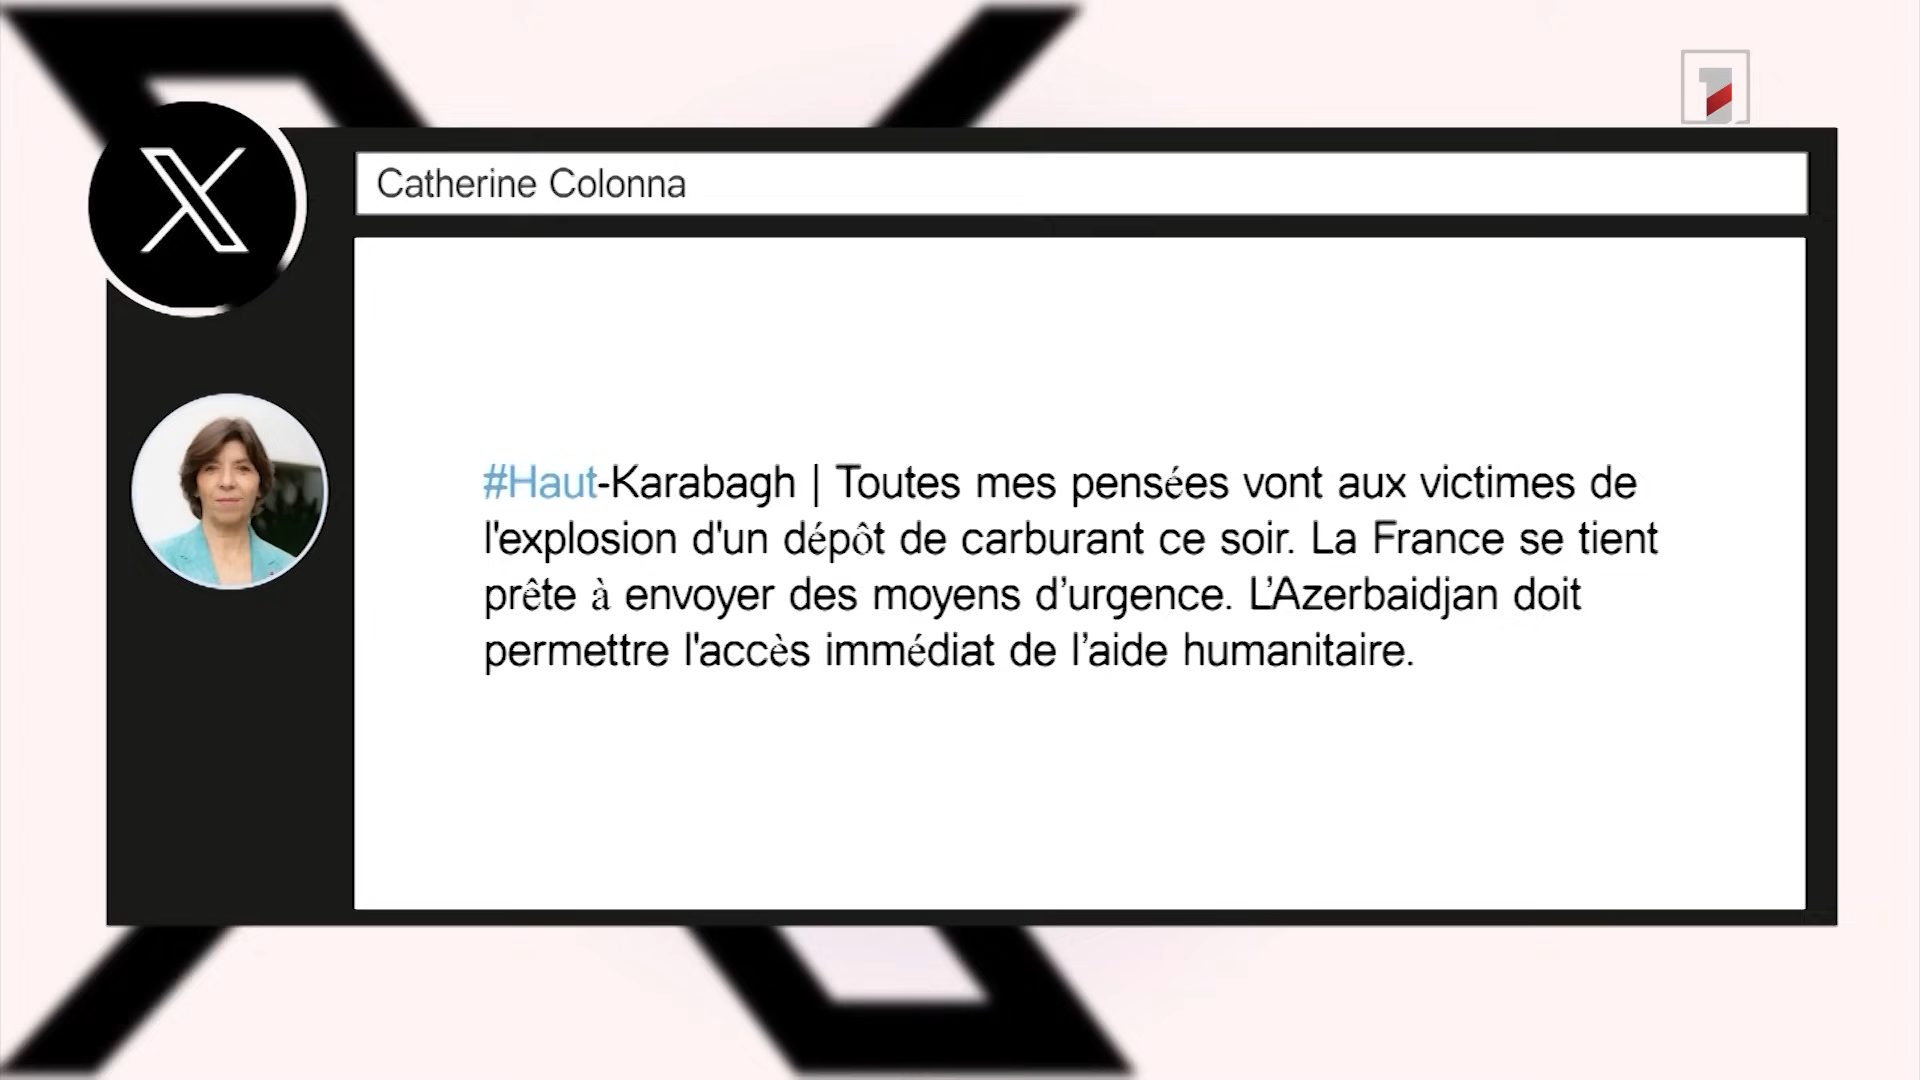 Catherine Colonna
#Haut-Karabagh | Toutes mes pensées vont aux victimes de
l'explosion d'un dépôt de carburant ce soir. La France se tient
prête à envoyer des moyens d’urgence. L’Azerbaidjan doit
permettre l'accès immédiat de l’aide humanitaire.